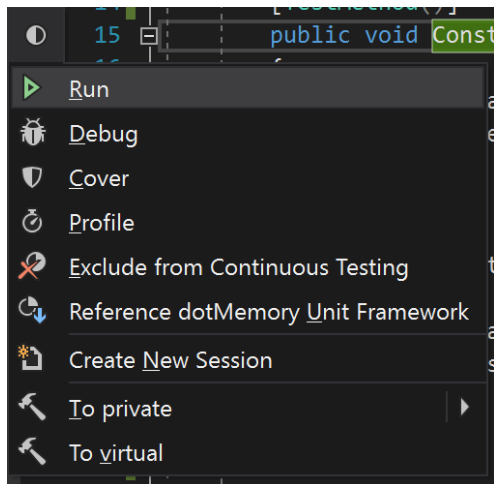 15 public void Const
Run
Debug
Cover
Profile
Exclude from Continuous Testing
Reference dotMemory Unit Framework
Create New Session
To private
To virtual